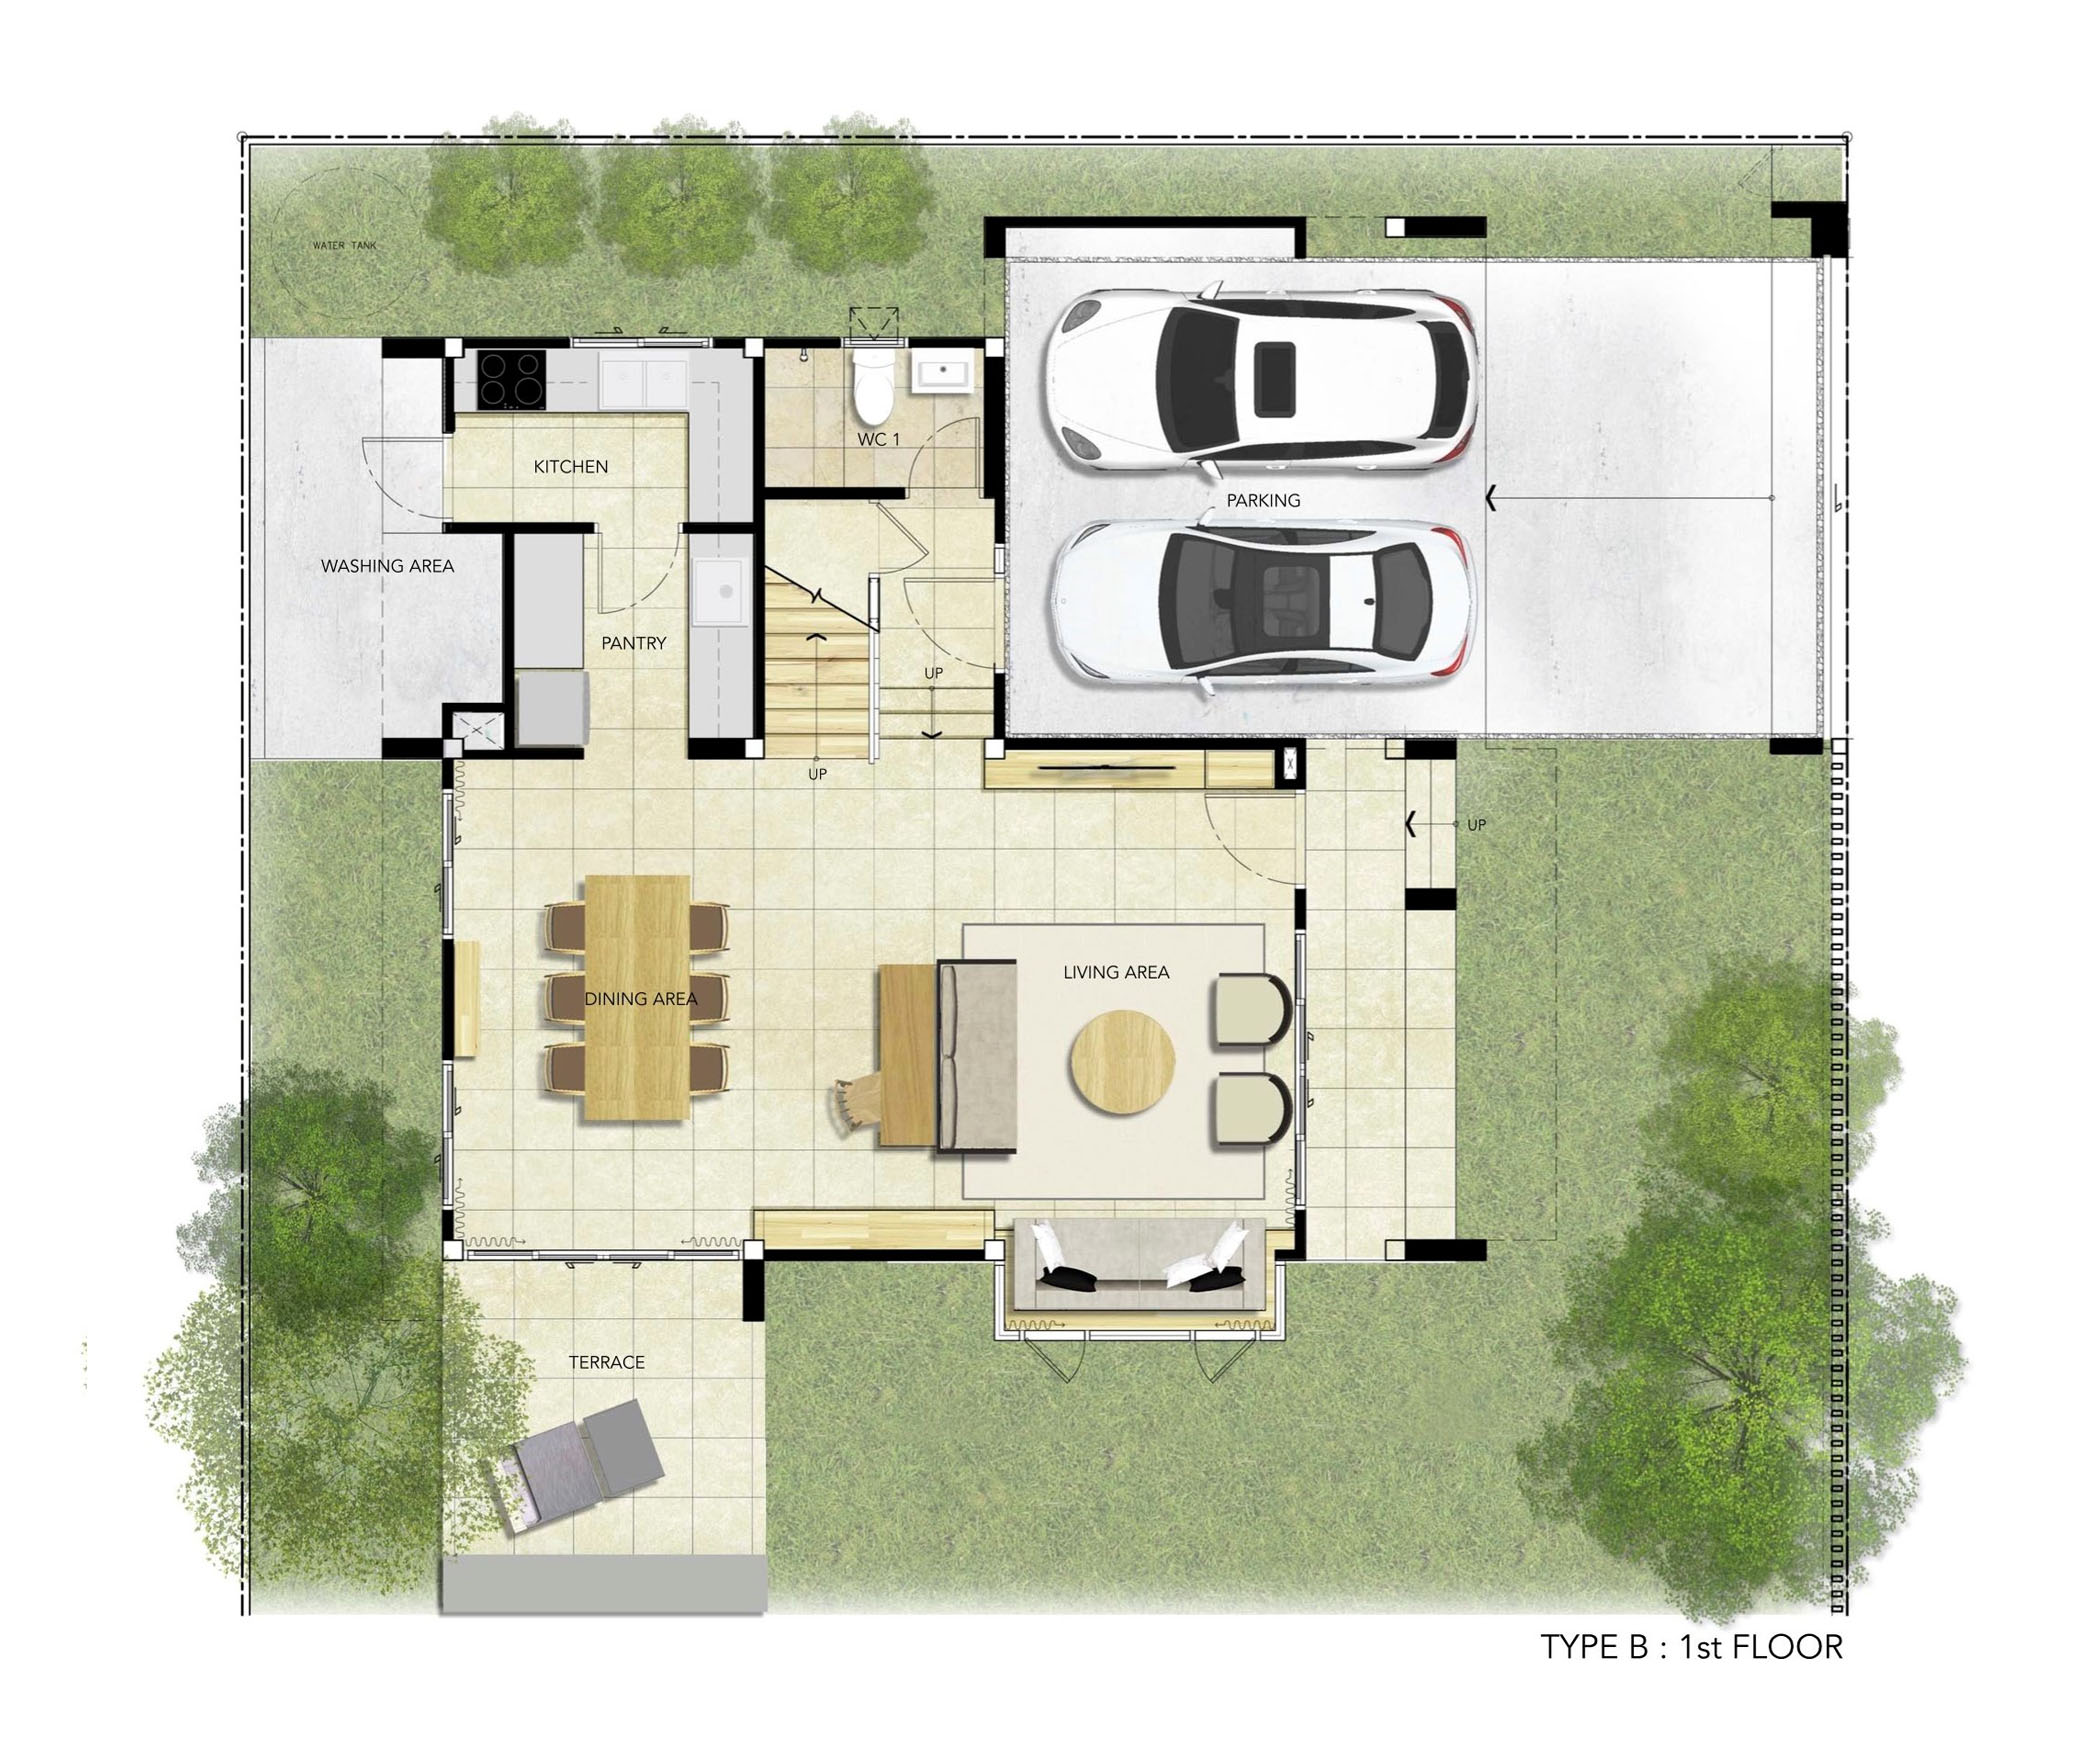 WATER TANK
WC 1
KITCHEN
PARKING
WASHING AREA
PANTRY
UP
UP
UP
LIVING AREA
DINING AREA
TERRACE
TYPE B : 1st FLOOR